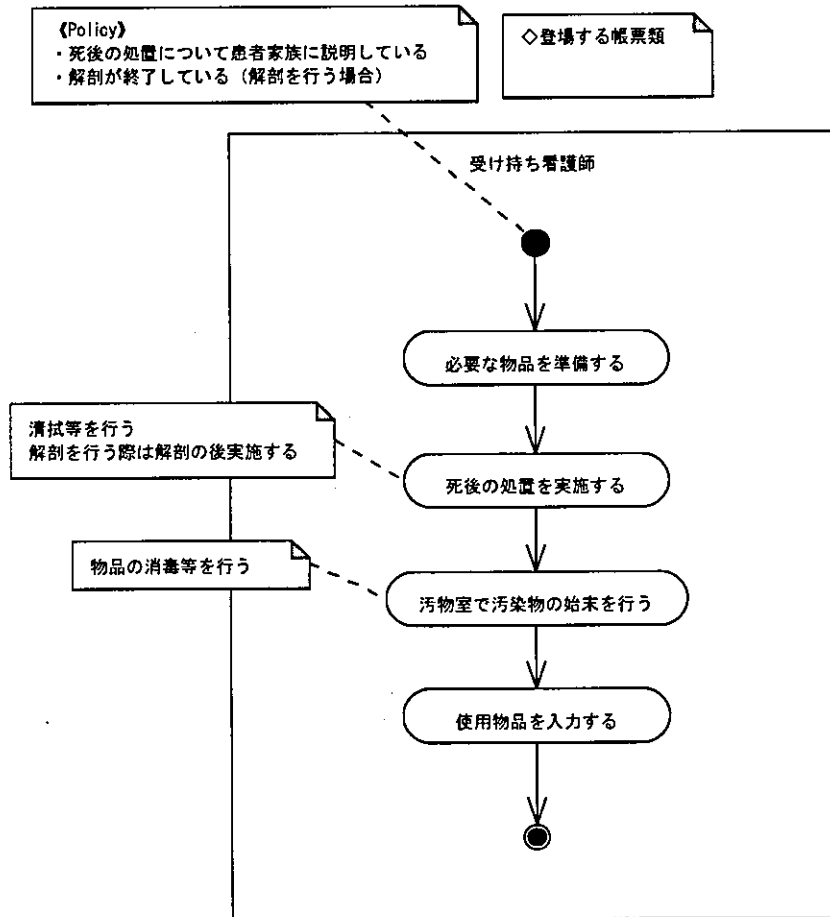 《Policy》
・死後の処置について患者家族に説明している
・解剖が終了している（解剖を行う場合）
◇登場する帳票類
受け持ち看護師
必要な物品を準備する
清拭等を行う
解剖を行う際は解剖の後実施する
死後の処置を実施する
物品の消毒等を行う
汚物室で汚染物の始末を行う
使用物品を入力する